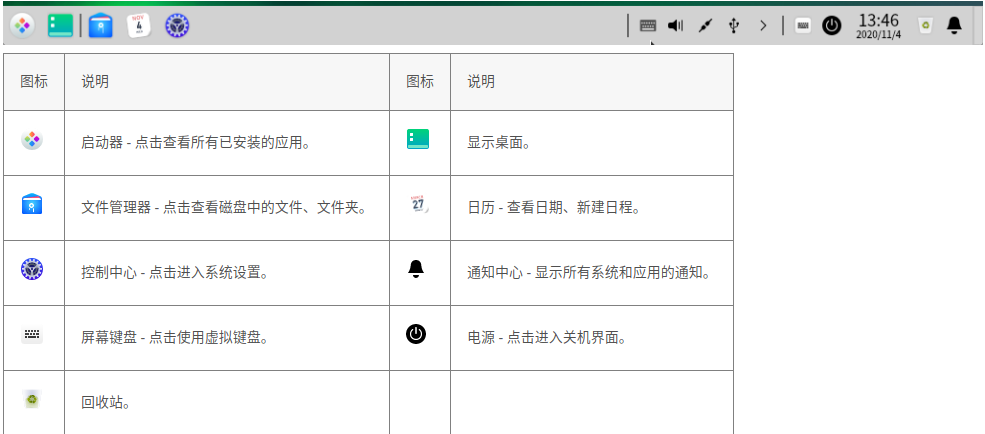 NOV
4
13:46
2020/11/4
图标 说明 图标 说明
启动器 - 点击查看所有已安装的应用。 显示桌面。
文件管理器 - 点击查看磁盘中的文件、文件夹。 27 日历 - 查看日期、新建日程。
控制中心 - 点击进入系统设置。 通知中心 - 显示所有系统和应用的通知。
屏幕键盘 - 点击使用虚拟键盘。 电源 - 点击进入关机界面。
回收站。